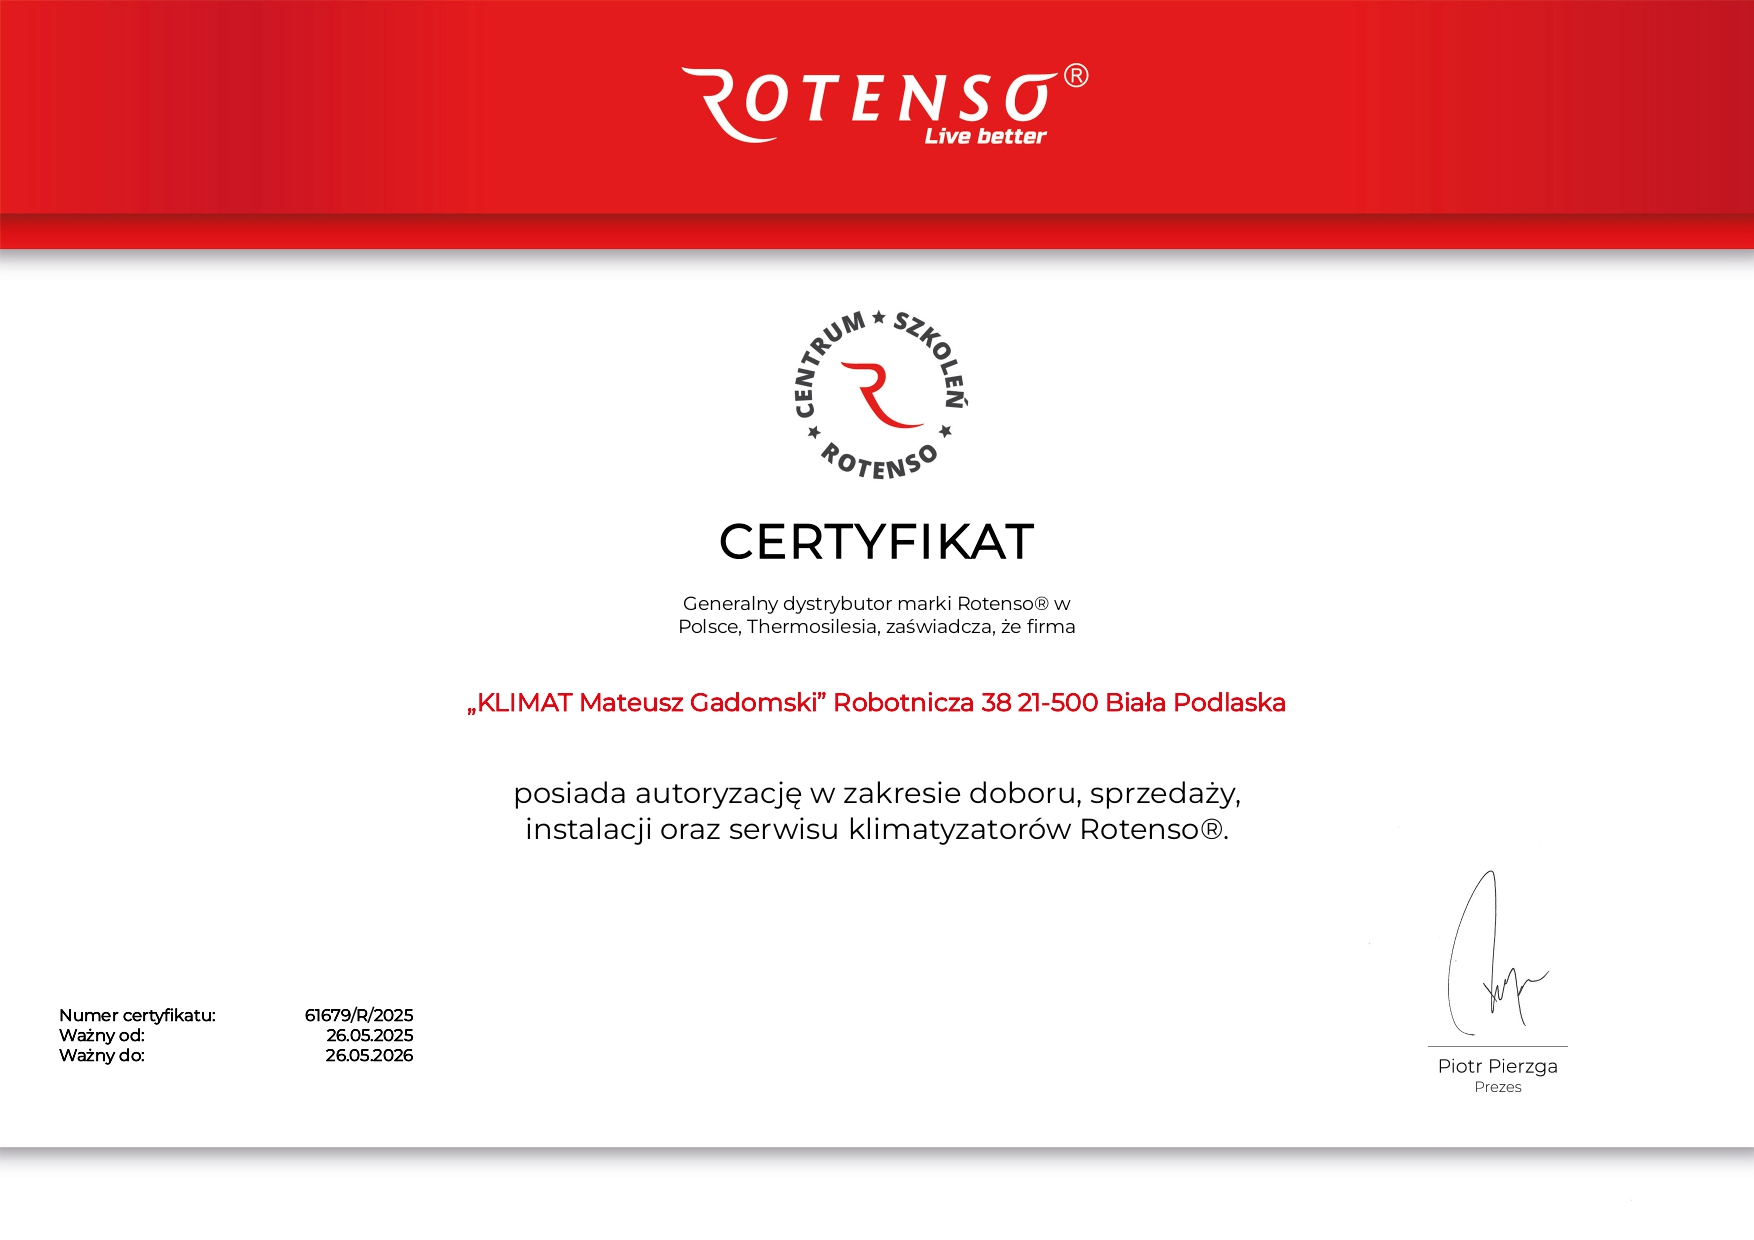 ROTENSO®
Live better
CENTRUM ★ SZKOLEŃ ★ ROTENSO ★
CERTYFIKAT
Generalny dystrybutor marki Rotenso® w
Polsce, Thermosilesia, zaświadcza, że firma
„KLIMAT Mateusz Gadomski” Robotnicza 38 21-500 Biała Podlaska
posiada autoryzację w zakresie doboru, sprzedaży,
instalacji oraz serwisu klimatyzatorów Rotenso®.
Numer certyfikatu: 61679/R/2025
Ważny od: 26.05.2025
Ważny do: 26.05.2026
Piotr Pierzga
Prezes